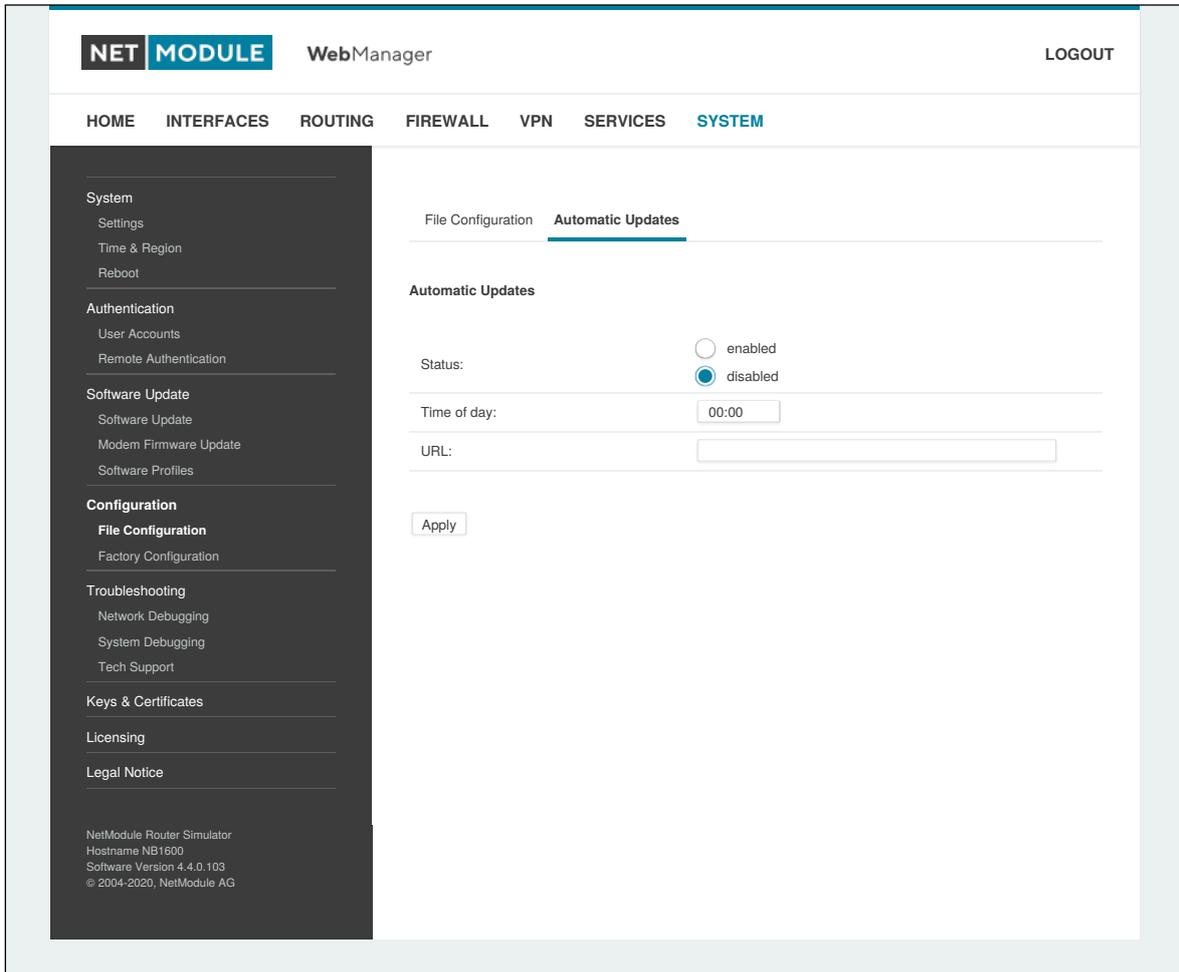 NET MODULE WebManager LOGOUT
HOME INTERFACES ROUTING FIREWALL VPN SERVICES SYSTEM
System
Settings
Time & Region
Reboot
Authentication
User Accounts
Remote Authentication
Software Update
Software Update
Modem Firmware Update
Software Profiles
Configuration
File Configuration
Factory Configuration
Troubleshooting
Network Debugging
System Debugging
Tech Support
Keys & Certificates
Licensing
Legal Notice
NetModule Router Simulator
Hostname NB1600
Software Version 4.4.0.103
© 2004-2020, NetModule AG
File Configuration Automatic Updates
Automatic Updates
Status:
enabled
disabled
Time of day: 00:00
URL:
Apply